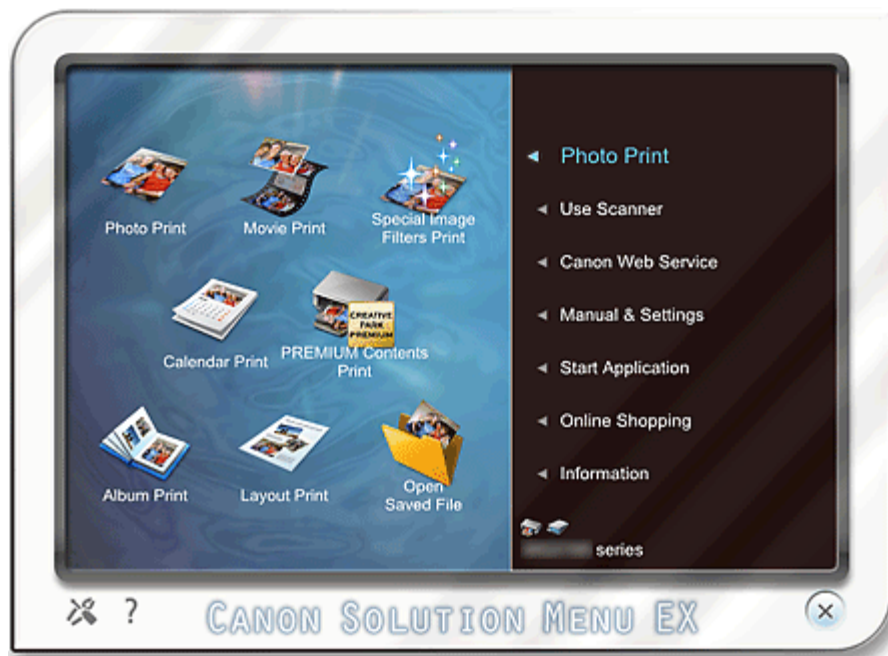 Photo Print
Movie Print
Special Image
Filters Print
Calendar Print
CREATIVE
PARK
PREMIUM
PREMIUM Contents
Print
Album Print
Layout Print
Open
Saved File
Photo Print
Use Scanner
Canon Web Service
Manual & Settings
Start Application
Online Shopping
Information
series
?
CANON SOLUTION MENU EX